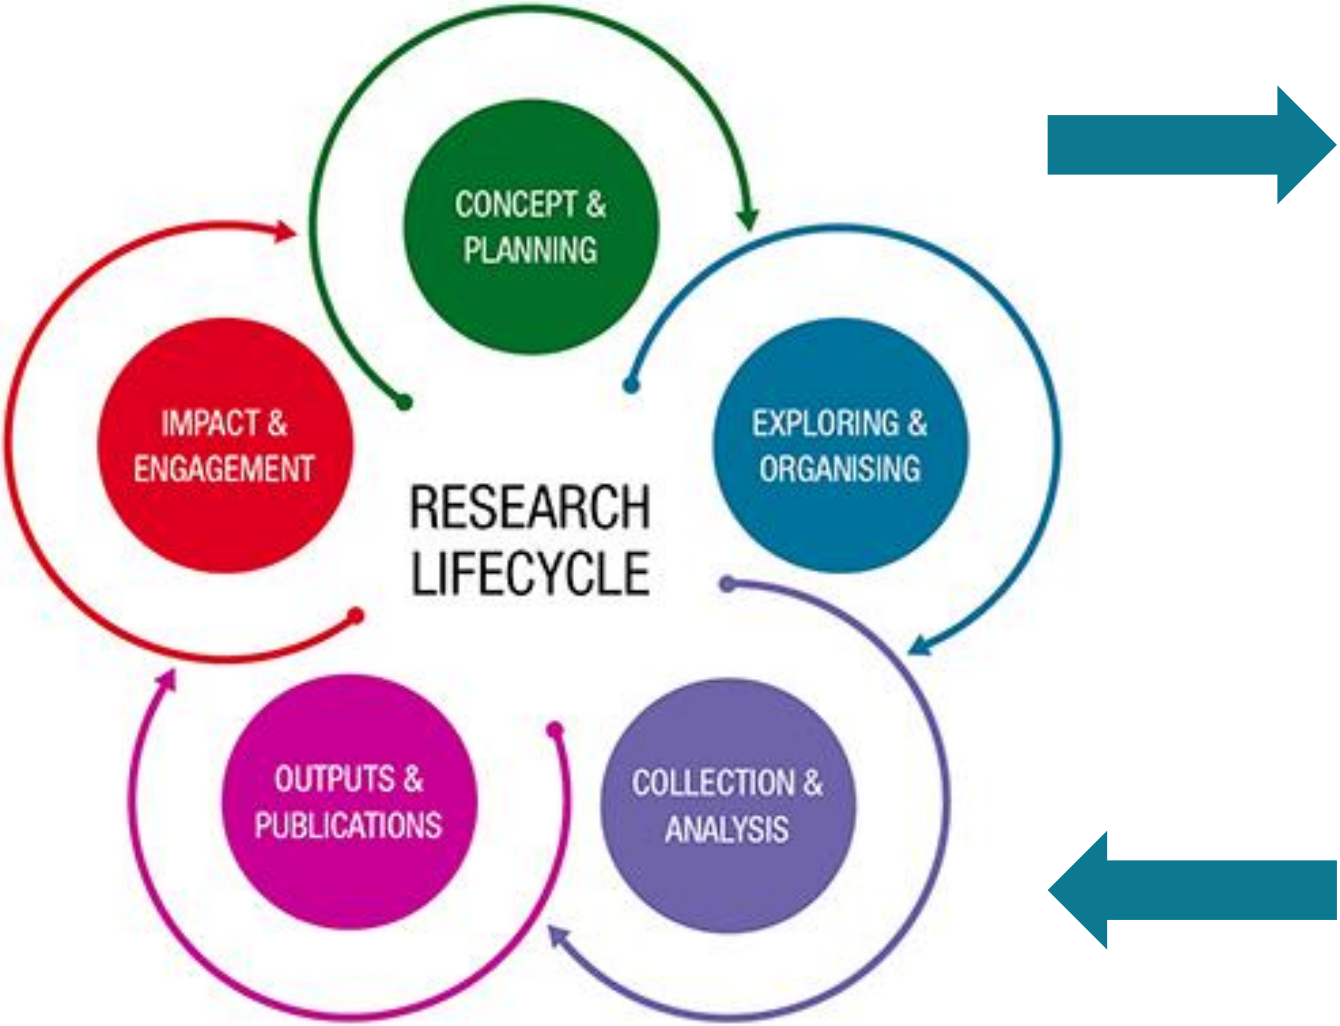 CONCEPT &
PLANNING
EXPLORING &
ORGANISING
COLLECTION &
ANALYSIS
OUTPUTS &
PUBLICATIONS
IMPACT &
ENGAGEMENT
RESEARCH
LIFECYCLE